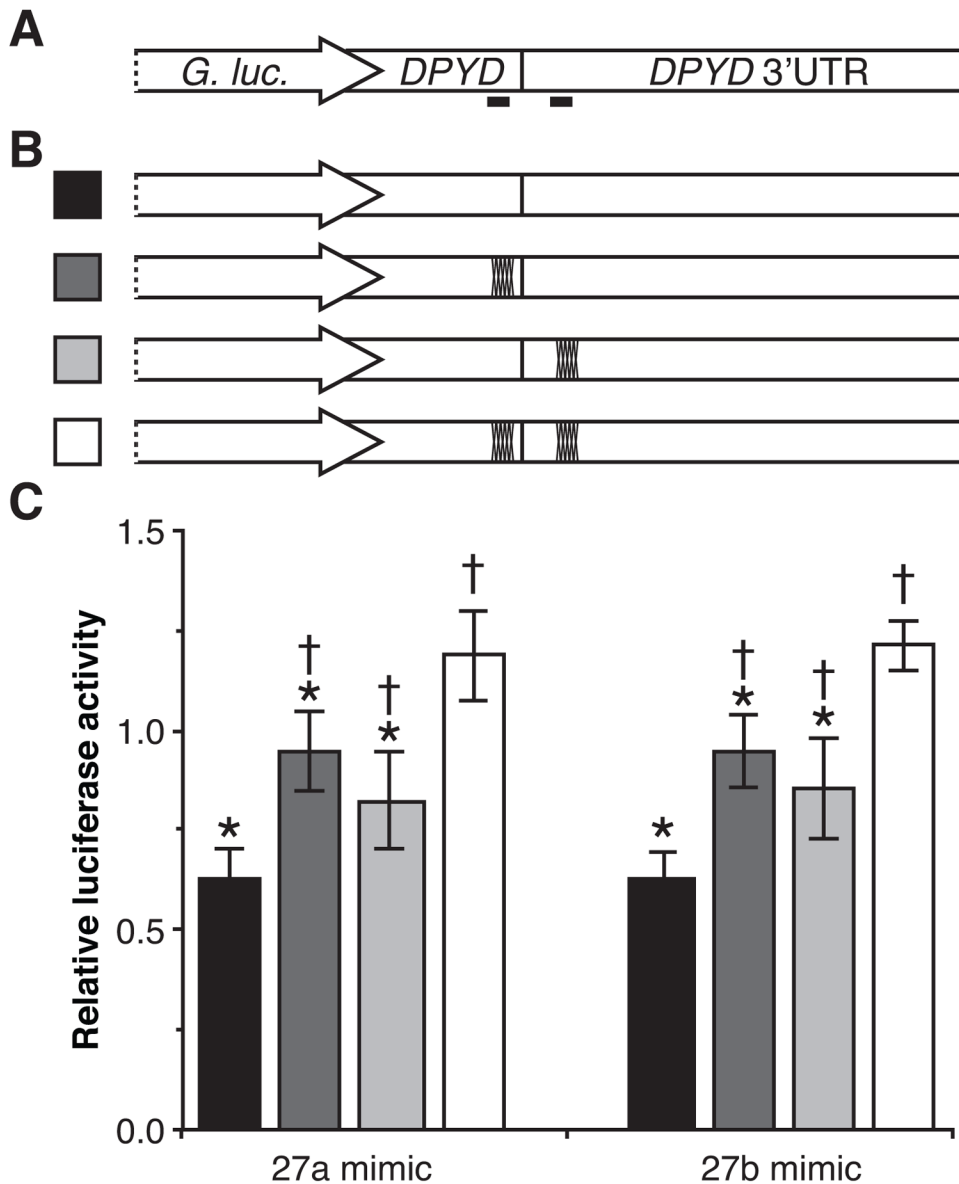 A
G. luc. DPYD DPYD 3’UTR
B
C
Relative luciferase activity
1.5
1.0
0.5
0.0
† † † † † †
* * * * * *
27a mimic 27b mimic